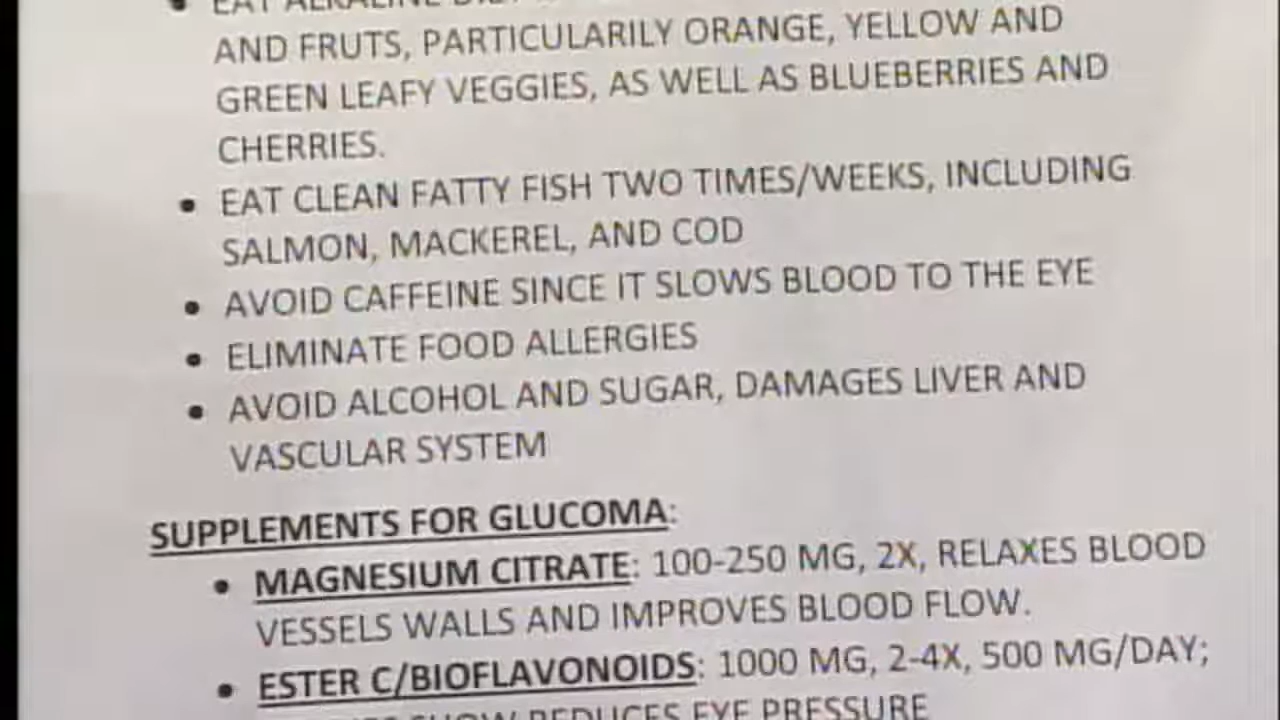 EAT ALKALINE
AND FRUITS, PARTICULARILY ORANGE, YELLOW AND
GREEN LEAFY VEGGIES, AS WELL AS BLUEBERRIES AND
CHERRIES.
• EAT CLEAN FATTY FISH TWO TIMES/WEEKS, INCLUDING
SALMON, MACKEREL, AND COD
• AVOID CAFFEINE SINCE IT SLOWS BLOOD TO THE EYE
• ELIMINATE FOOD ALLERGIES
• AVOID ALCOHOL AND SUGAR, DAMAGES LIVER AND
VASCULAR SYSTEM
SUPPLEMENTS FOR GLUCOMA:
• MAGNESIUM CITRATE: 100-250 MG, 2X, RELAXES BLOOD
VESSELS WALLS AND IMPROVES BLOOD FLOW.
• ESTER C/BIOFLAVONOIDS: 1000 MG, 2-4X, 500 MG/DAY;
SHOW REDUCES EYE PRESSURE